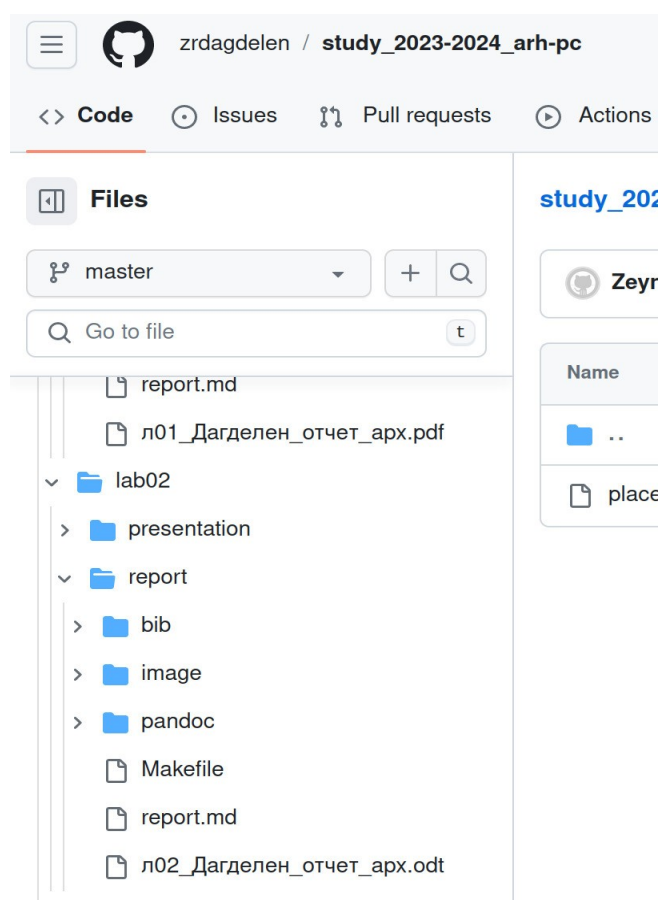 zrdagdelen / study_2023-2024_arh-pc
Code Issues Pull requests Actions
Files
master
Go to file t
report.md
л01_Дагделен_отчет_арх.pdf
lab02
presentation
report
bib
image
pandoc
Makefile
report.md
л02_Дагделен_отчет_арх.odt
study_202
Zeyn
Name
..
place